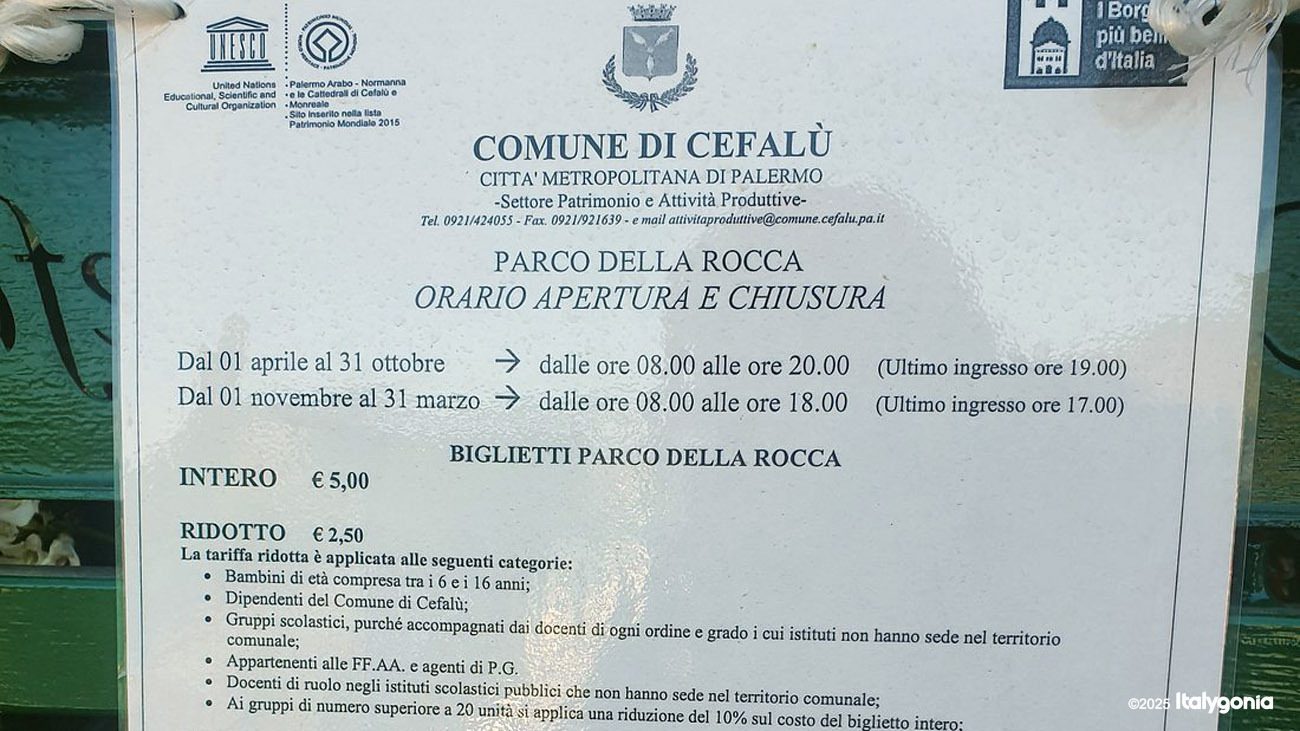 UNESCO
PATRIMONIO MONDIALE
United Nations
Educational, Scientific and
Cultural Organization
Palermo Arabo - Normanna
e le Cattedrali di Cefalù e
Monreale
Sito inserito nella lista
Patrimonio Mondiale 2015
I Borg
più bell
d'Italia
COMUNE DI CEFALÙ
CITTA' METROPOLITANA DI PALERMO
-Settore Patrimonio e Attività Produttive-
Tel. 0921/424055 - Fax. 0921/921639 - e mail attivitaproduttive@comune.cefalu.pa.it
PARCO DELLA ROCCA
ORARIO APERTURA E CHIUSURA
Dal 01 aprile al 31 ottobre → dalle ore 08.00 alle ore 20.00 (Ultimo ingresso ore 19.00)
Dal 01 novembre al 31 marzo → dalle ore 08.00 alle ore 18.00 (Ultimo ingresso ore 17.00)
BIGLIETTI PARCO DELLA ROCCA
INTERO € 5,00
RIDOTTO € 2,50
La tariffa ridotta è applicata alle seguenti categorie:
• Bambini di età compresa tra i 6 e i 16 anni;
• Dipendenti del Comune di Cefalù;
• Gruppi scolastici, purché accompagnati dai docenti di ogni ordine e grado i cui istituti non hanno sede nel territorio
comunale;
• Appartenenti alle FF.AA. e agenti di P.G.
• Docenti di ruolo negli istituti scolastici pubblici che non hanno sede nel territorio comunale;
• Ai gruppi di numero superiore a 20 unità si applica una riduzione del 10% sul costo del biglietto intero;
©2025 Italygonia